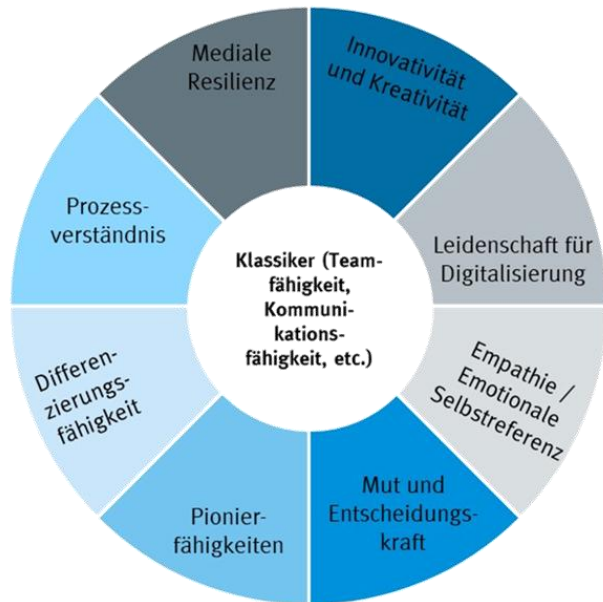 Mediale
Resilienz
Innovativität
und Kreativität
Leidenschaft für
Digitalisierung
Empathie /
Emotionale
Selbstreferenz
Mut und
Entscheidungs-
kraft
Pionier-
fähigkeiten
Differen-
zierungs-
fähigkeit
Prozess-
verständnis
Klassiker (Team-
fähigkeit,
Kommuni-
kations-
fähigkeit, etc.)